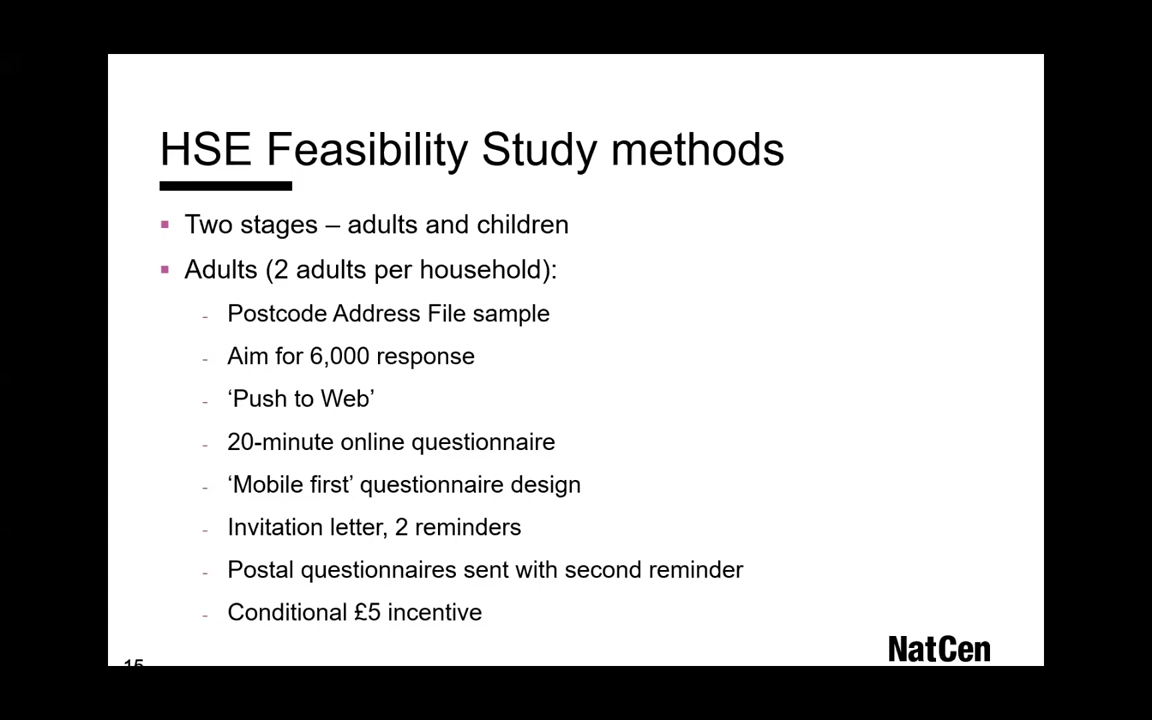 HSE Feasibility Study methods
Two stages – adults and children
Adults (2 adults per household):
- Postcode Address File sample
- Aim for 6,000 response
- ‘Push to Web’
- 20-minute online questionnaire
- ‘Mobile first’ questionnaire design
- Invitation letter, 2 reminders
- Postal questionnaires sent with second reminder
- Conditional £5 incentive
NatCen
15